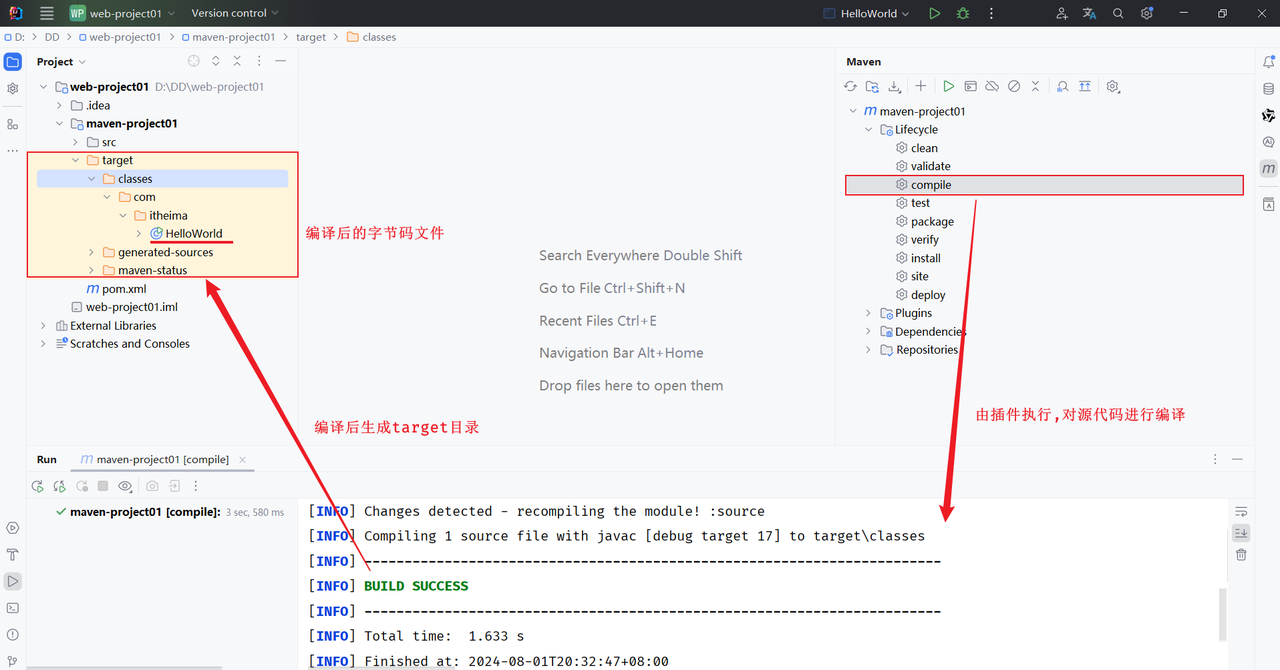 WP web-project01 Version control HelloWorld
D: > DD > web-project01 > maven-project01 > target > classes
Project
web-project01 D:\DD\web-project01
.idea
maven-project01
src
target
classes
com
itheima
HelloWorld
generated-sources
maven-status
pom.xml
web-project01.iml
External Libraries
Scratches and Consoles
编译后的字节码文件
编译后生成target目录
Search Everywhere Double Shift
Go to File Ctrl+Shift+N
Recent Files Ctrl+E
Navigation Bar Alt+Home
Drop files here to open them
Maven
m maven-project01
Lifecycle
clean
validate
compile
test
package
verify
install
site
deploy
Plugins
Dependencies
Repositories
由插件执行,对源代码进行编译
Run maven-project01 [compile]
maven-project01 [compile]: 3 sec, 580 ms
[INFO] Changes detected - recompiling the module! :source
[INFO] Compiling 1 source file with javac [debug target 17] to target\classes
[INFO] ------------------------------------------------------------------------
[INFO] BUILD SUCCESS
[INFO] ------------------------------------------------------------------------
[INFO] Total time:  1.633 s
[INFO] Finished at: 2024-08-01T20:32:47+08:00